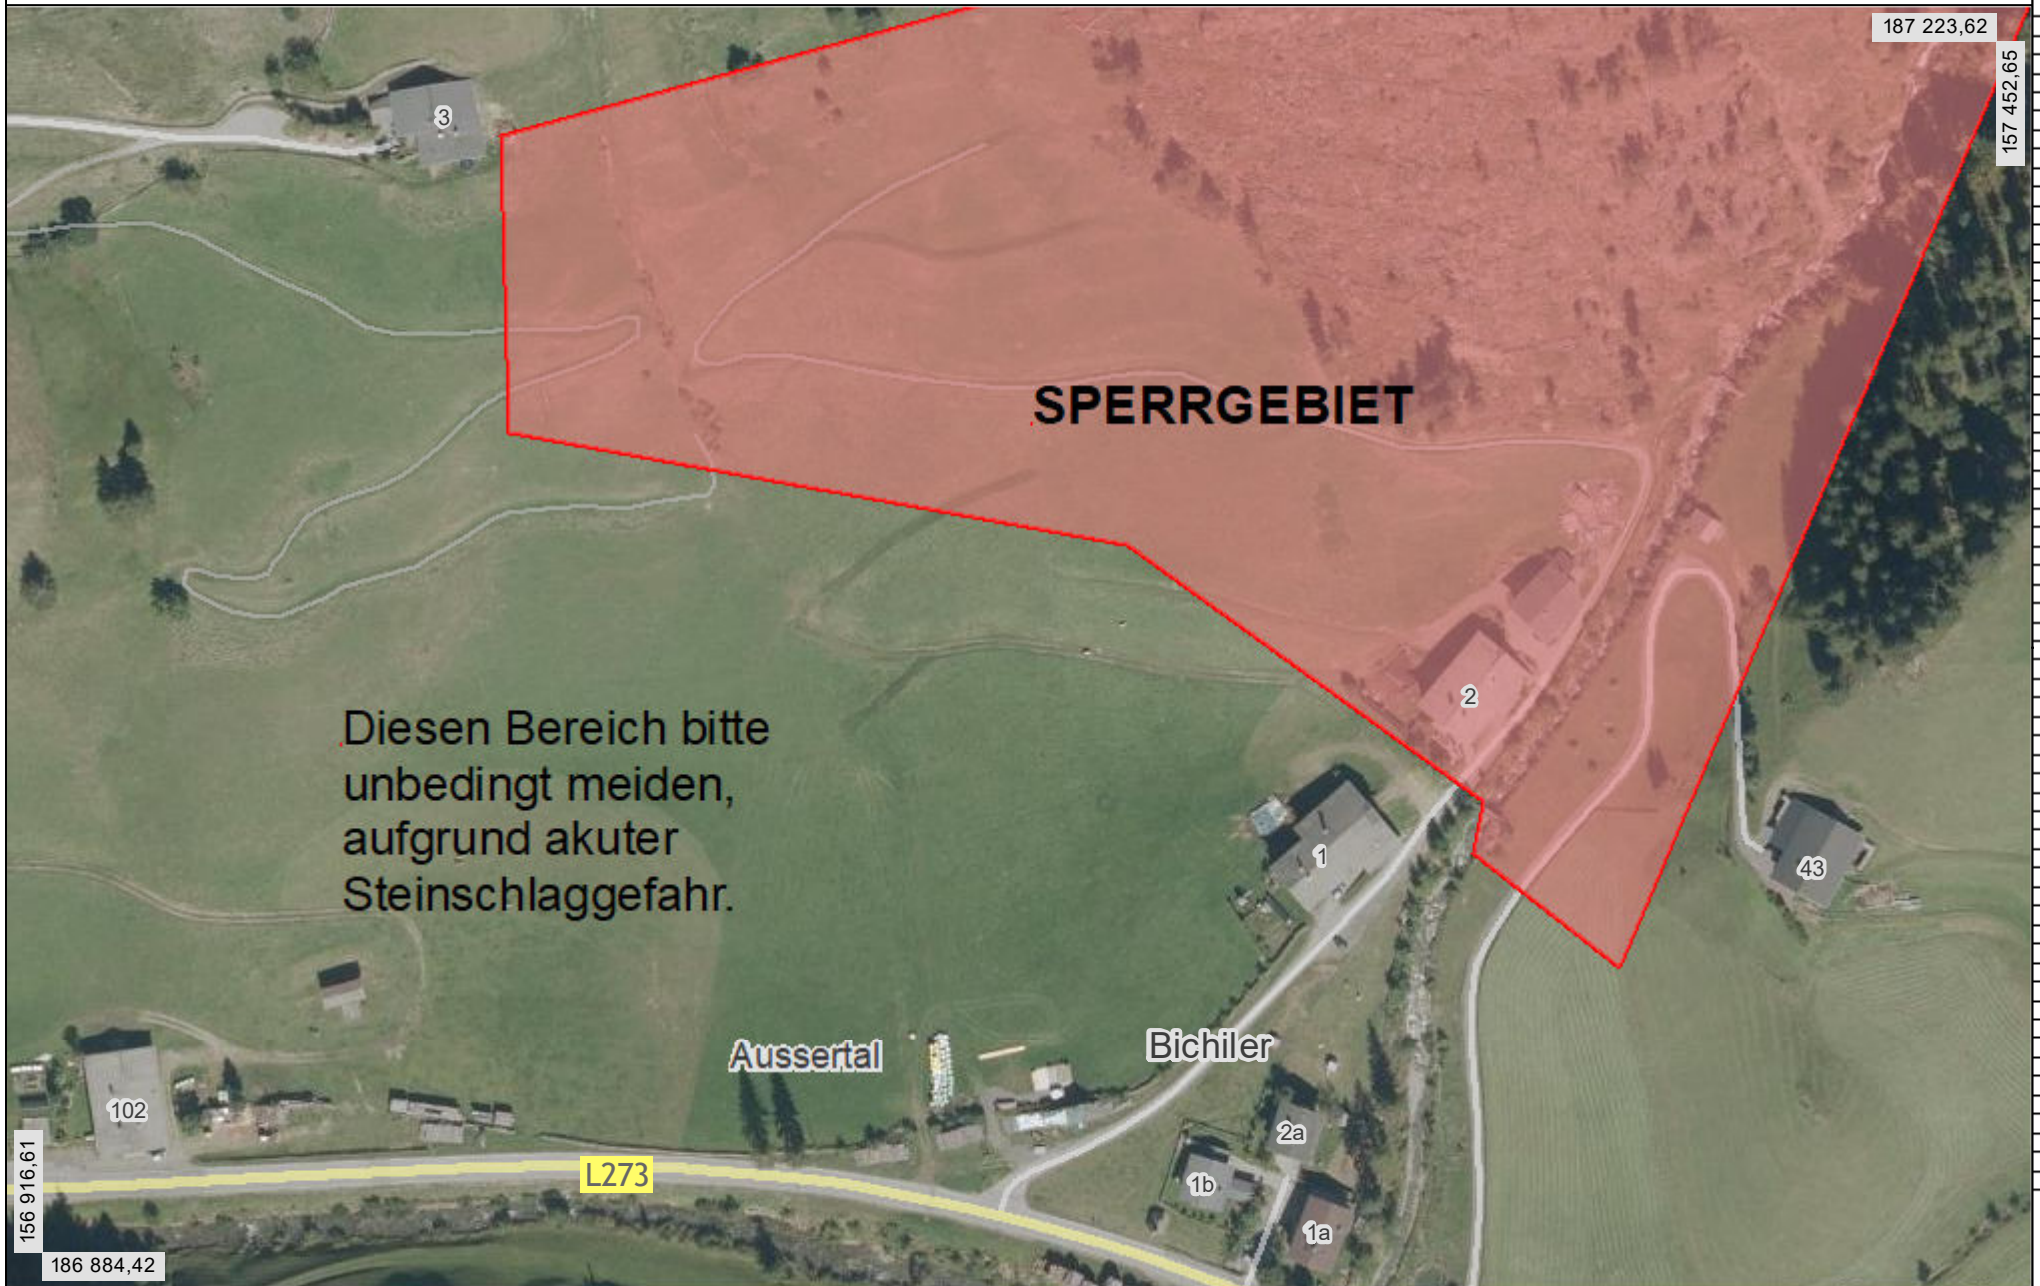 187 223,62
157 452,65
3
SPERRGEBIET
2
Diesen Bereich bitte
unbedingt meiden,
aufgrund akuter
Steinschlaggefahr.
1
43
Aussertal
Bichiler
102
2a
L273
1b
1a
156 916,61
186 884,42